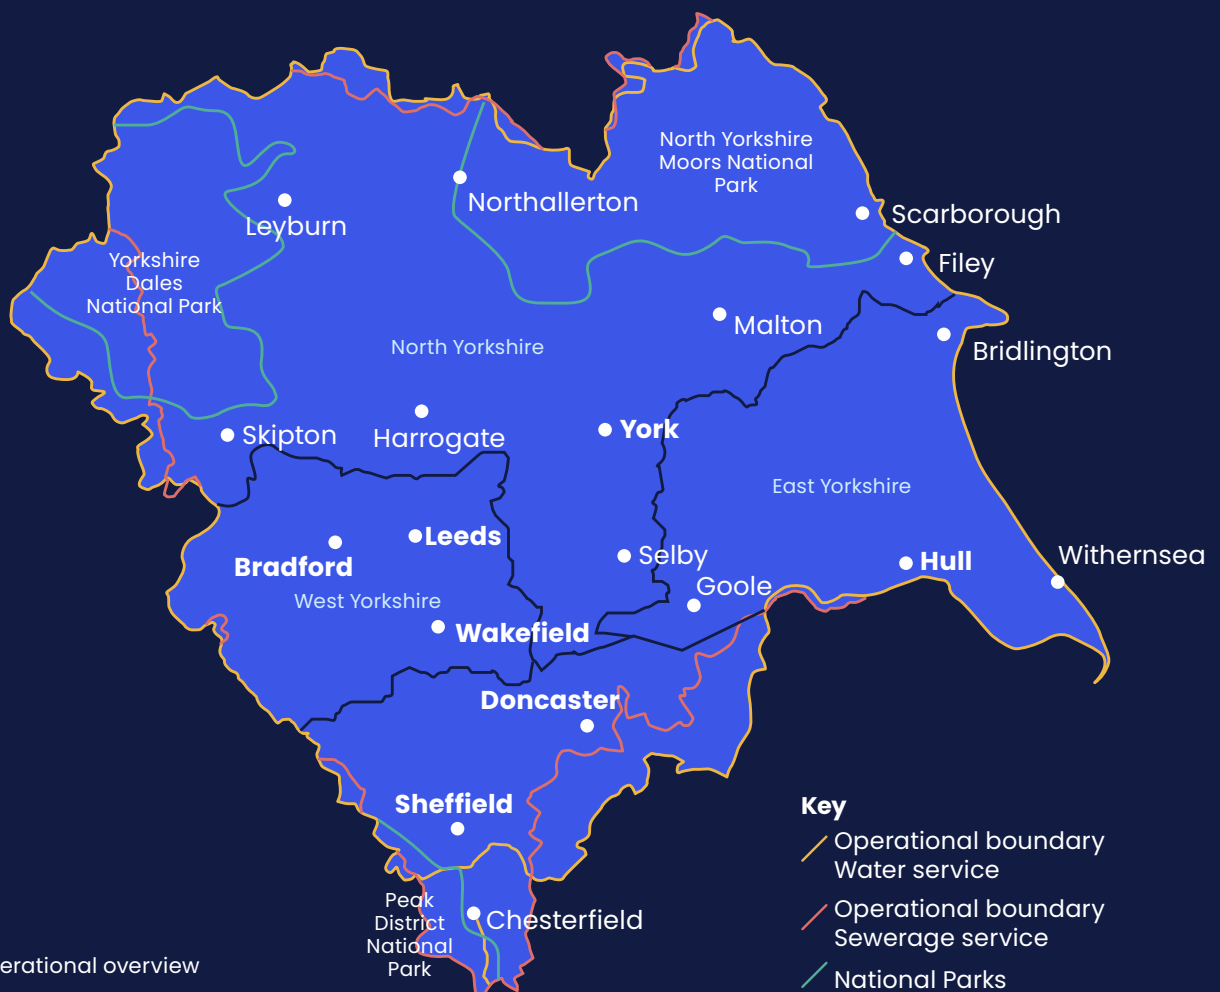 North Yorkshire
Moors National
Park
Northallerton
Scarborough
Leyburn
Yorkshire
Dales
National Park
Filey
Malton
North Yorkshire
Bridlington
Skipton
Harrogate
York
East Yorkshire
Leeds
Bradford
Selby
Hull
Withernsea
Goole
West Yorkshire
Wakefield
Doncaster
Sheffield
Peak
District
National
Park
Chesterfield
Key
Operational boundary
Water service
Operational boundary
Sewerage service
National Parks
erational overview